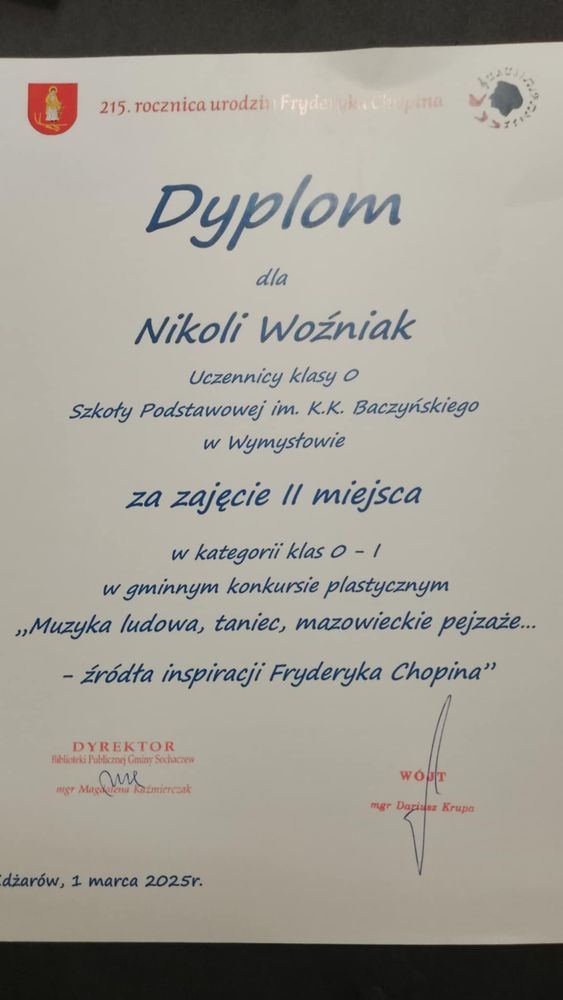 215. rocznica urodzin Fryderyka Chopina
Dyplom
dla
Nikoli Woźniak
Uczennicy klasy 0
Szkoły Podstawowej im. K.K. Baczyńskiego
w Wymysłowie
za zajęcie II miejsca
w kategorii klas 0 - I
w gminnym konkursie plastycznym
„Muzyka ludowa, taniec, mazowieckie pejzaże...
- źródła inspiracji Fryderyka Chopina”
DYREKTOR
Biblioteki Publicznej Gminy Sochaczew
mgr Magdalena Kaźmierczak
WÓJT
mgr Dariusz Krupa
dżarów, 1 marca 2025r.